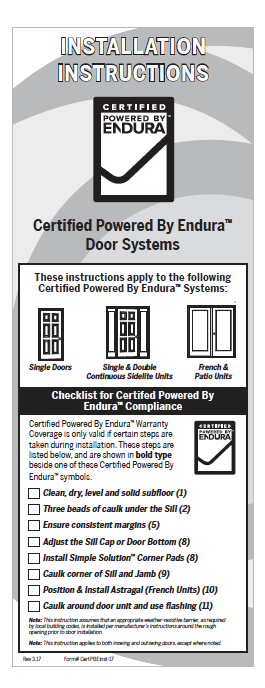 INSTALLATION
INSTRUCTIONS
CERTIFIED
POWERED BY
ENDURA™
Certified Powered By Endura™
Door Systems
These instructions apply to the following
Certified Powered By Endura™ Systems:
Single Doors
Single & Double
Continuous Sidelite Units
French &
Patio Units
Checklist for Certifed Powered By
Endura™ Compliance
Certified Powered By Endura™ Warranty
Coverage is only valid if certain steps are
taken during installation. These steps are
listed below, and are shown in bold type
beside one of these Certified Powered By
Endura™ symbols.
CERTIFIED
POWERED BY
ENDURA
Clean, dry, level and solid subfloor (1)
Three beads of caulk under the Sill (2)
Ensure consistent margins (5)
Adjust the Sill Cap or Door Bottom (8)
Install Simple Solution™ Corner Pads (8)
Caulk corner of Sill and Jamb (9)
Position & Install Astragal (French Units) (10)
Caulk around door unit and use flashing (11)
Note: This instruction assumes that an appropriate weather-resistive barrier, as required
by local building codes, is installed per manufacturer's instructions around the rough
opening prior to door installation.
Note: This instruction applies to both inswing and outswing doors, except where noted.
Rev 3.17 Form# CertPBEinst-17